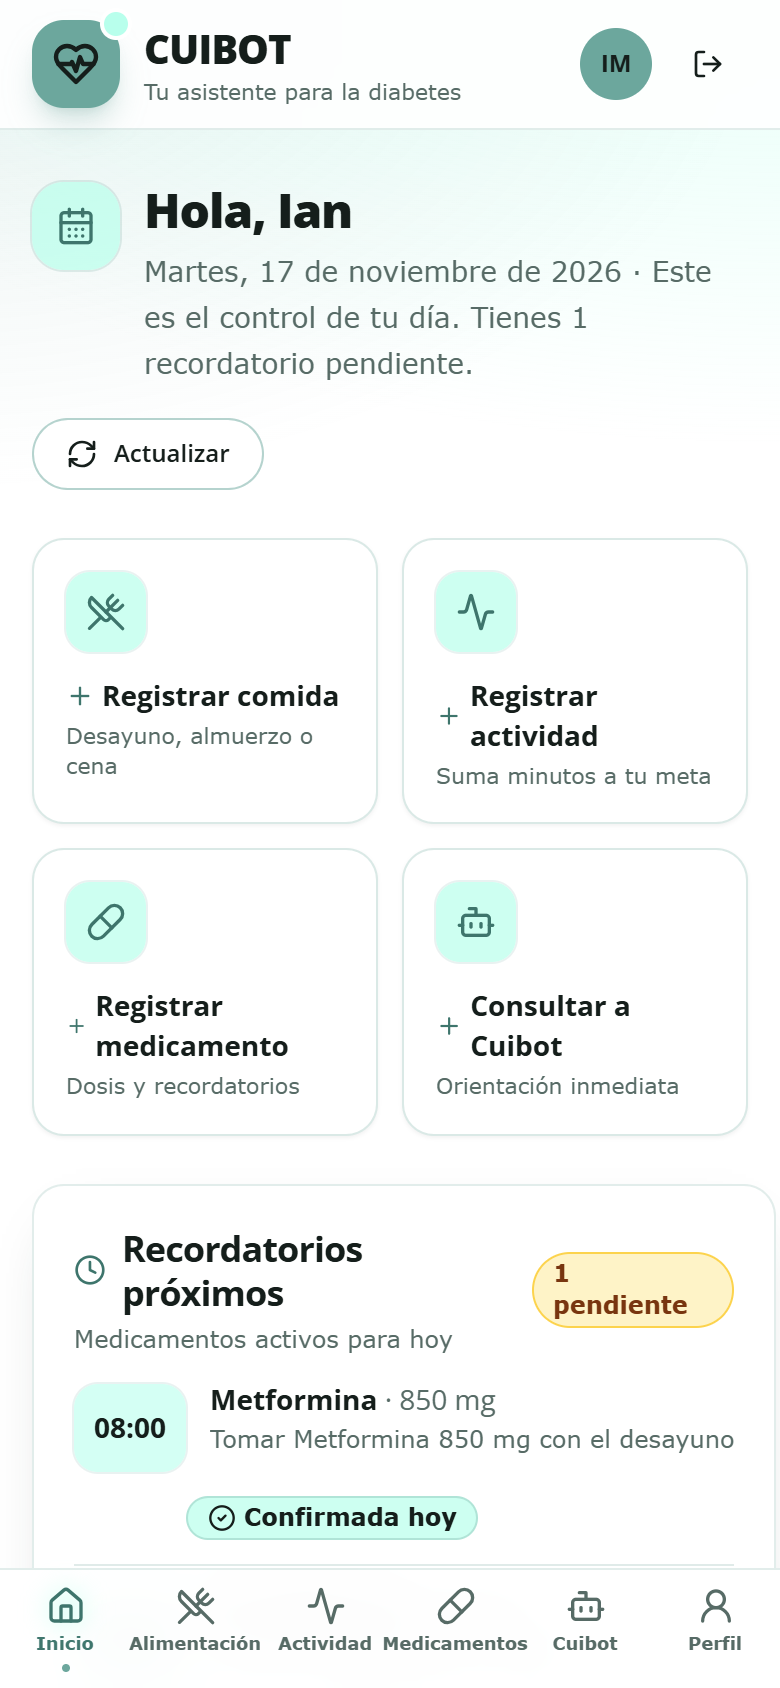 CUIBOT
Tu asistente para la diabetes
IM
Hola, Ian
Martes, 17 de noviembre de 2026 · Este
es el control de tu día. Tienes 1
recordatorio pendiente.
Actualizar
+ Registrar comida
Desayuno, almuerzo o
cena
+ Registrar
actividad
Suma minutos a tu meta
+ Registrar
medicamento
Dosis y recordatorios
+ Consultar a
Cuibot
Orientación inmediata
Recordatorios
próximos
1
pendiente
Medicamentos activos para hoy
08:00
Metformina · 850 mg
Tomar Metformina 850 mg con el desayuno
Confirmada hoy
Inicio
Alimentación
Actividad
Medicamentos
Cuibot
Perfil